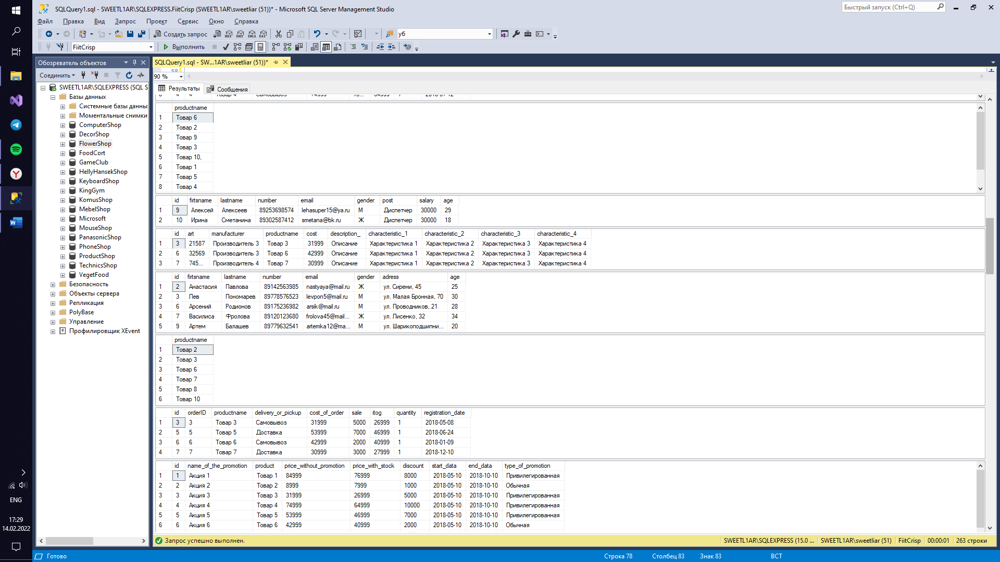 SQLQuery1.sql - SWEETL1AR\SQLEXPRESS.FiitCrisp (SWEETL1AR\sweetliar (51))* - Microsoft SQL Server Management Studio
Быстрый запуск (Ctrl+Q)
Файл Правка Вид Запрос Проект Сервис Окно Справка
Создать запрос MDX DMX XMLA DAX уб
FiitCrisp Выполнить
Обозреватель объектов
Соединить
SWEETL1AR\SQLEXPRESS (SQL S
Базы данных
Системные базы данны
Моментальные снимки
ComputerShop
DecorShop
FlowerShop
FoodCort
GameClub
HellyHansekShop
KeyboardShop
KingGym
KomusShop
MebelShop
Microsoft
MouseShop
PanasonicShop
PhoneShop
ProductShop
TechnicsShop
VegetFood
Безопасность
Объекты сервера
Репликация
PolyBase
Управление
Профилировщик XEvent
SQLQuery1.sql - SW...1AR\sweetliar (51))*
58
90 %
Результаты Сообщения
productname
1 Товар 6
2 Товар 2
3 Товар 9
4 Товар 3
5 Товар 10,
6 Товар 1
7 Товар 5
8 Товар 4
id firtsname lastname number email gender post salary age
1 9 Алексей Алексеев 89253698574 lehasuper15@ya.ru М Диспетчер 30000 29
2 10 Ирина Сметанина 89302587412 smetana@bk.ru Ж Диспетчер 30000 18
id art manufacturer productname cost description_ characteristic_1 characteristic_2 characteristic_3 characteristic_4
1 3 21587 Производитель 3 Товар 3 31999 Описание Характеристика 1 Характеристика 2 Характеристика 3 Характеристика 4
2 6 32569 Производитель 3 Товар 6 42999 Описание Характеристика 1 Характеристика 2 Характеристика 3 Характеристика 4
3 7 745... Производитель 4 Товар 7 30999 Описание Характеристика 1 Характеристика 2 Характеристика 3 Характеристика 4
id firtsname lastname number email gender adress age
1 2 Анастасия Павлова 89142563985 nastyaya@mail.ru Ж ул. Сирени, 45 25
2 3 Лев Пономарев 89778576523 levpon5@mail.ru М ул. Малая Бронная, 70 30
3 6 Арсений Родионов 89175236982 arsik@mail.ru М ул. Проводников, 21 28
4 7 Василиса Фролова 89120123680 frolova45@mail... Ж ул. Лисенко, 32 34
5 9 Артем Балашев 89779632541 artemka12@ma... М ул. Шарикоподшипни... 20
productname
1 Товар 2
2 Товар 3
3 Товар 6
4 Товар 7
5 Товар 8
6 Товар 10
id orderID productname delivery_or_pickup cost_of_order sale itog quantity registration_date
1 3 3 Товар 3 Самовывоз 31999 5000 26999 1 2018-05-08
2 5 5 Товар 5 Доставка 53999 7000 46999 1 2018-06-24
3 6 6 Товар 6 Самовывоз 42999 2000 40999 1 2018-01-09
4 7 7 Товар 7 Доставка 30999 3000 27999 1 2018-12-10
id name_of_the_promotion product price_without_promotion price_with_stock discount start_data end_data type_of_promotion
1 1 Акция 1 Товар 1 84999 76999 8000 2018-05-10 2018-10-10 Привилегированная
2 2 Акция 2 Товар 2 8999 7999 1000 2018-05-10 2018-10-10 Обычная
3 3 Акция 3 Товар 3 31999 26999 5000 2018-05-10 2018-10-10 Привилегированная
4 4 Акция 4 Товар 4 74999 64999 10000 2018-05-10 2018-10-10 Привилегированная
5 5 Акция 5 Товар 5 53999 46999 7000 2018-05-10 2018-10-10 Привилегированная
6 6 Акция 6 Товар 6 42999 40999 2000 2018-05-10 2018-10-10 Обычная
Запрос успешно выполнен. SWEETL1AR\SQLEXPRESS (15.0 ... SWEETL1AR\sweetliar (51) FiitCrisp 00:00:01 263 строки
Готово Строка 78 Столбец 83 Знак 83 ВСТ
ENG
17:29
14.02.2022